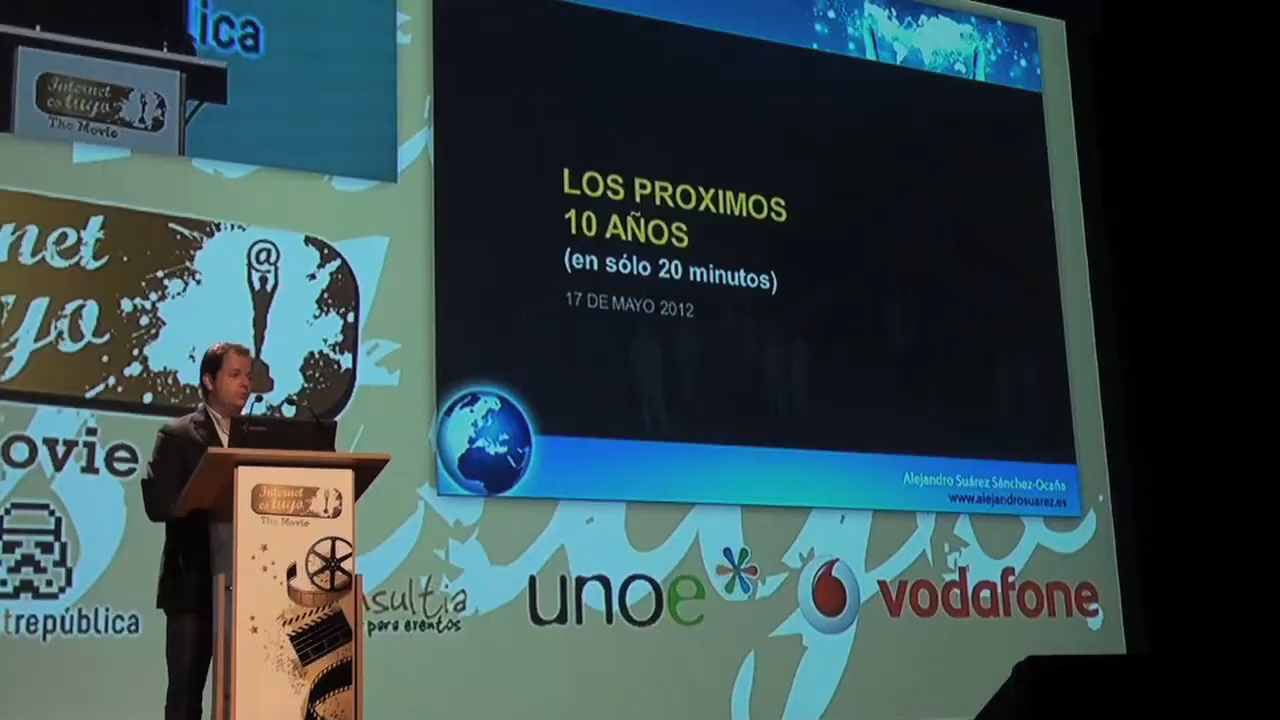 lica
Internet
es tuyo
The Movie
LOS PROXIMOS
10 AÑOS
(en sólo 20 minutos)
17 DE MAYO 2012
net
yo
@
ovie
Alejandro Suárez Sánchez-Ocaña
www.alejandrosuarez.es
Internet
es tuyo
The Movie
trepública
sultia
para eventos
unoe
vodafone